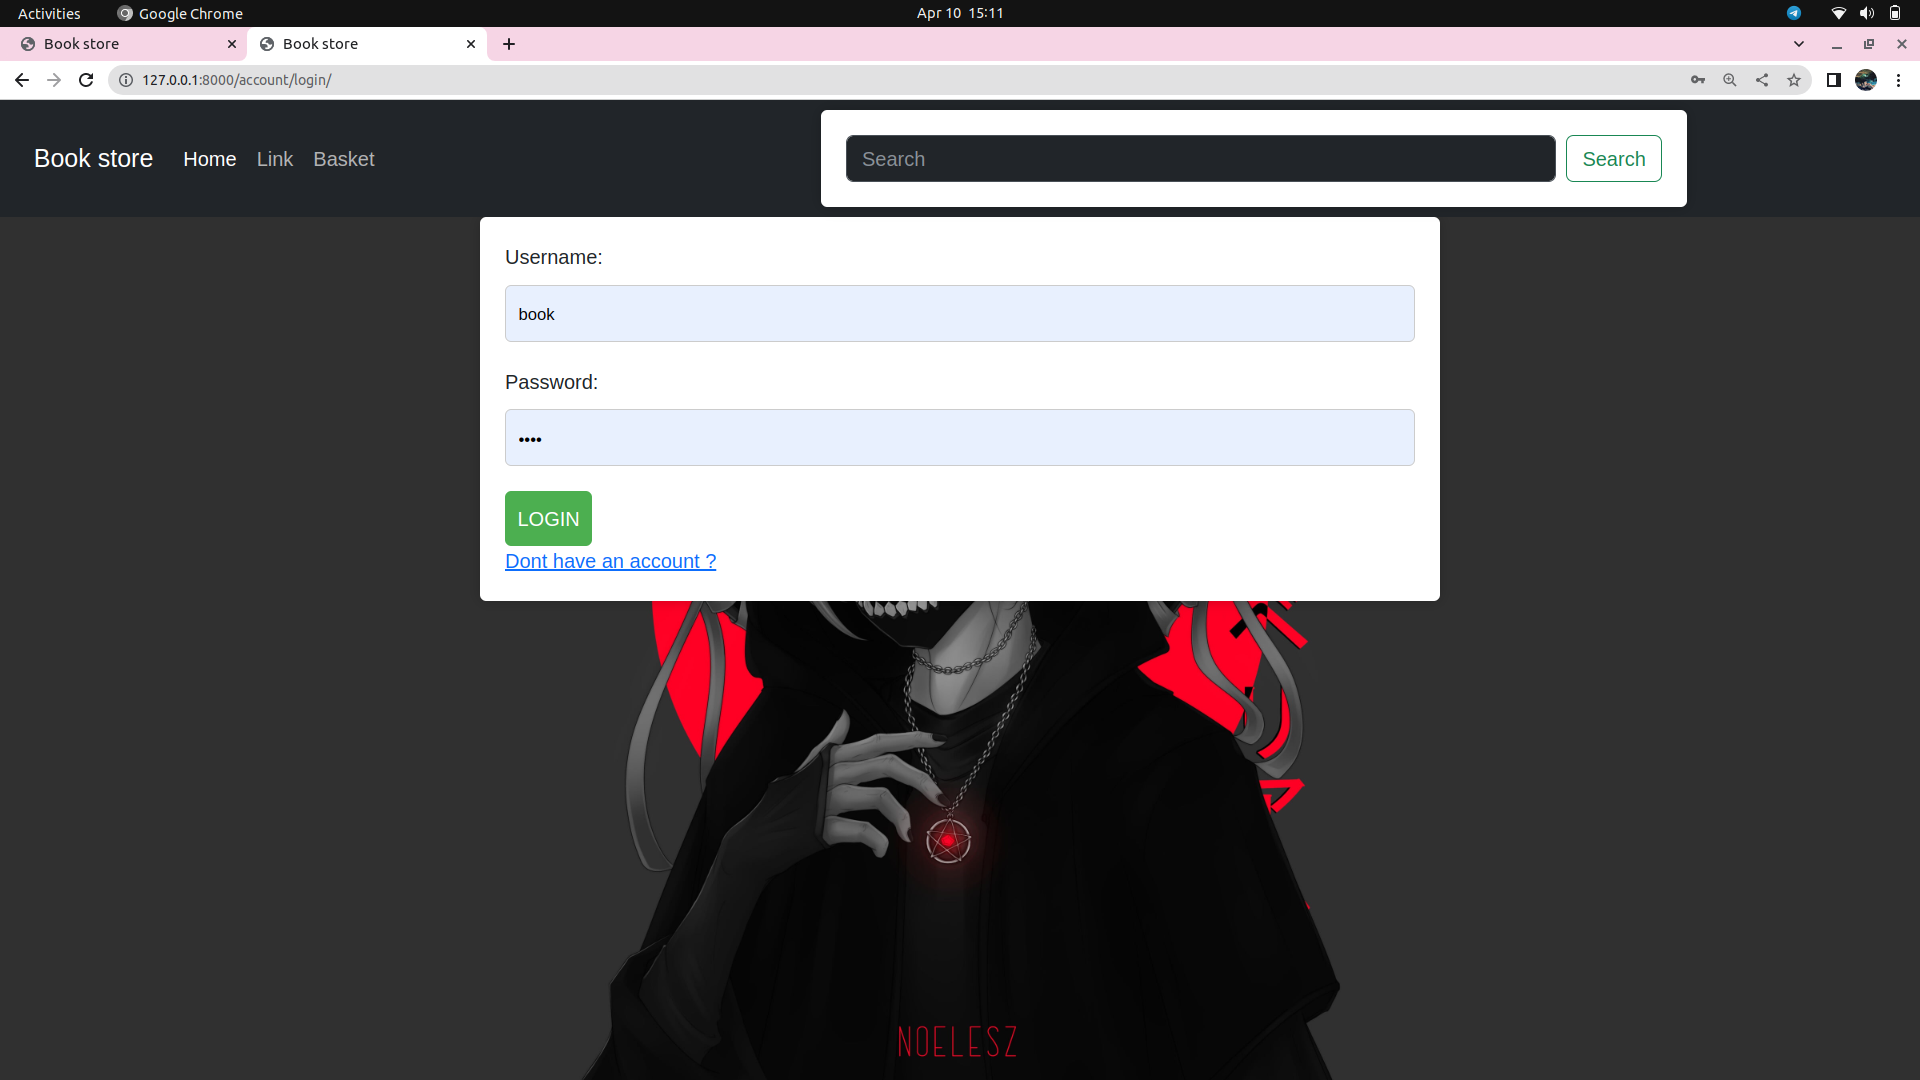 Activities
Google Chrome
Apr 10 15:11
Book store
Book store
127.0.0.1:8000/account/login/
Book store
Home
Link
Basket
Search
Search
Username:
book
Password:
••••
LOGIN
Dont have an account ?
NOELESZ